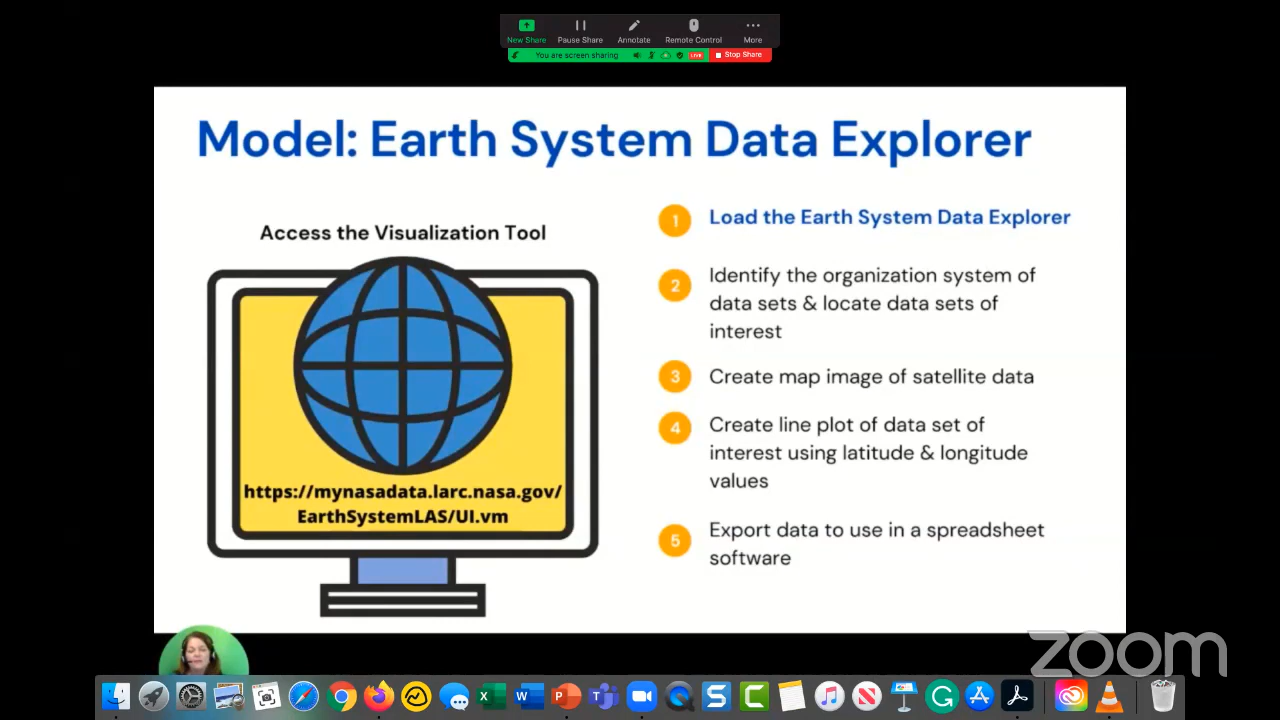 New Share
Pause Share
Annotate
Remote Control
More
You are screen sharing
LIVE
Stop Share
Model: Earth System Data Explorer
Access the Visualization Tool
https://mynasadata.larc.nasa.gov/
EarthSystemLAS/UI.vm
1
Load the Earth System Data Explorer
2
Identify the organization system of
data sets & locate data sets of
interest
3
Create map image of satellite data
4
Create line plot of data set of
interest using latitude & longitude
values
5
Export data to use in a spreadsheet
software
zoom